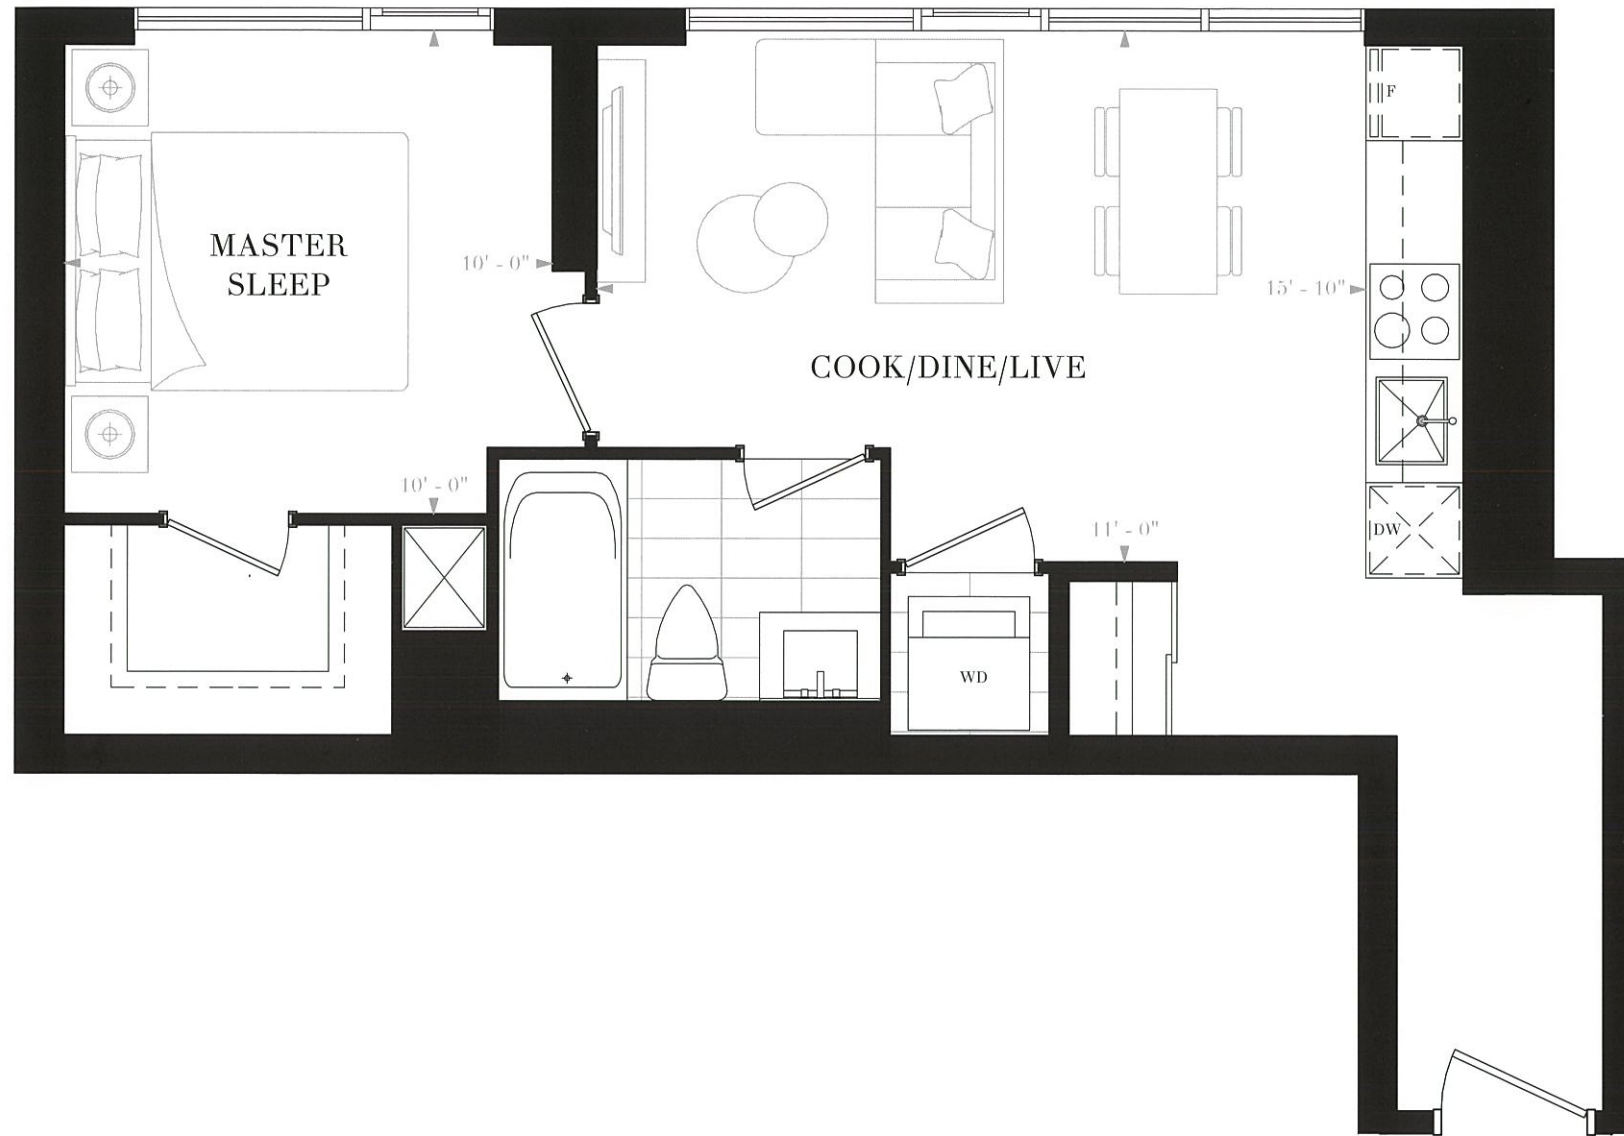 F
MASTER
SLEEP
10' - 0"
15' - 10"
COOK/DINE/LIVE
10' - 0"
11' - 0"
DW
WD